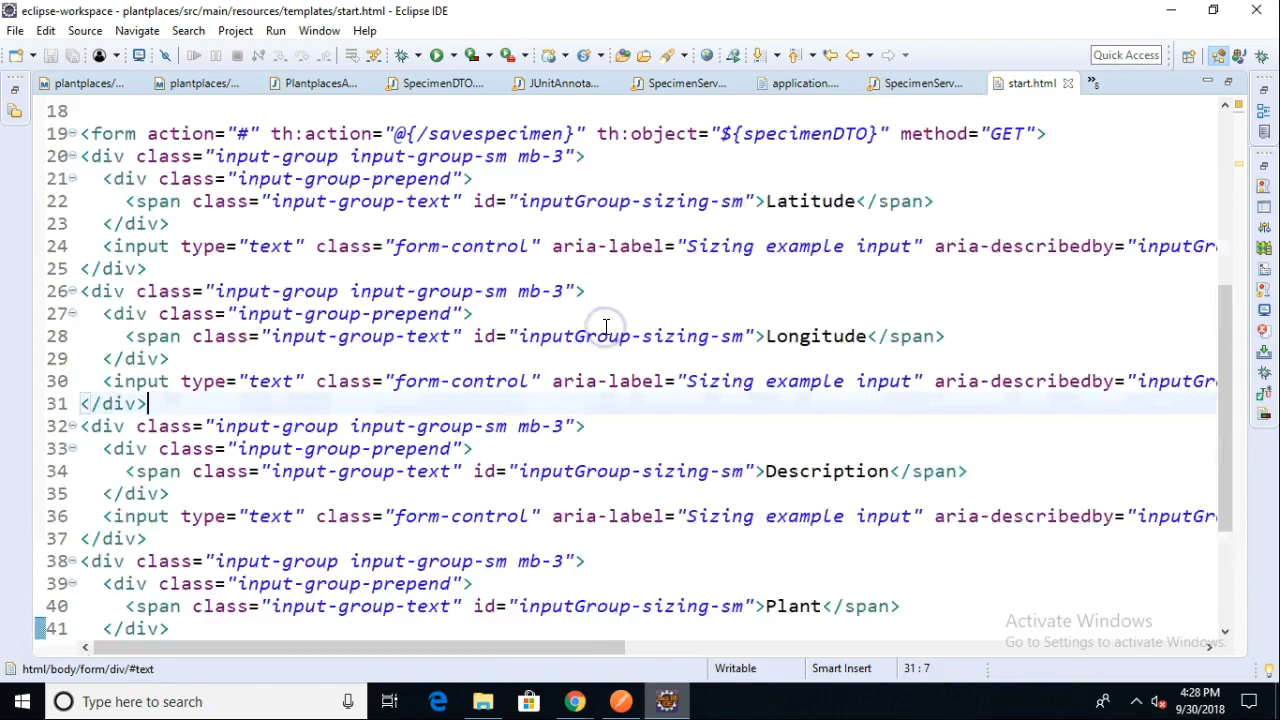 eclipse-workspace - plantplaces/src/main/resources/templates/start.html - Eclipse IDE
File Edit Source Navigate Search Project Run Window Help
Quick Access
plantplaces/... plantplaces/... PlantplacesA... SpecimenDTO.... JUnitAnnota... SpecimenServ... application.... SpecimenServ... start.html »8
18
19 <form action="#" th:action="@{/savespecimen}" th:object="${specimenDTO}" method="GET">
20 <div class="input-group input-group-sm mb-3">
21 <div class="input-group-prepend">
22 <span class="input-group-text" id="inputGroup-sizing-sm">Latitude</span>
23 </div>
24 <input type="text" class="form-control" aria-label="Sizing example input" aria-describedby="inputGr
25 </div>
26 <div class="input-group input-group-sm mb-3">
27 <div class="input-group-prepend">
28 <span class="input-group-text" id="inputGroup-sizing-sm">Longitude</span>
29 </div>
30 <input type="text" class="form-control" aria-label="Sizing example input" aria-describedby="inputGr
31 </div>
32 <div class="input-group input-group-sm mb-3">
33 <div class="input-group-prepend">
34 <span class="input-group-text" id="inputGroup-sizing-sm">Description</span>
35 </div>
36 <input type="text" class="form-control" aria-label="Sizing example input" aria-describedby="inputGr
37 </div>
38 <div class="input-group input-group-sm mb-3">
39 <div class="input-group-prepend">
40 <span class="input-group-text" id="inputGroup-sizing-sm">Plant</span>
41 </div>
Activate Windows
Go to Settings to activate Windows.
html/body/form/div/#text Writable Smart Insert 31 : 7
Type here to search
4:28 PM
9/30/2018